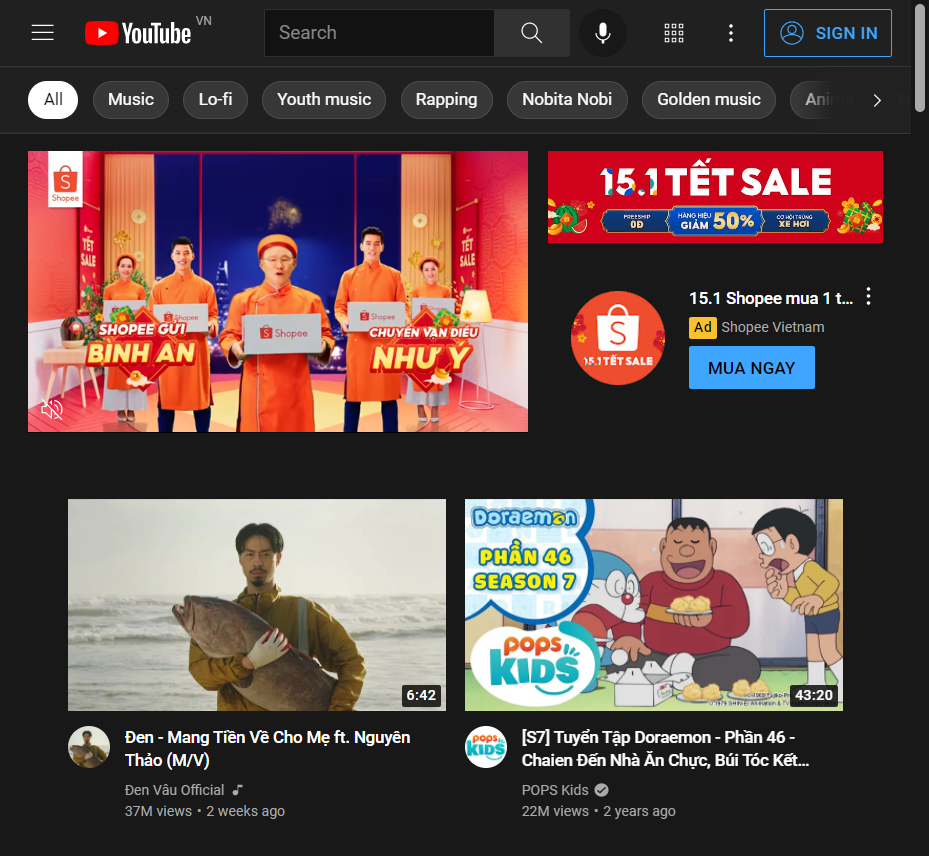 YouTube VN
Search
SIGN IN
All
Music
Lo-fi
Youth music
Rapping
Nobita Nobi
Golden music
Shopee
TẾT SALE
TẾT SALE
Shopee
Shopee
Shopee
SHOPEE GỬI
BÌNH AN
CHUYỂN VẠN ĐIỀU
NHƯ Ý
15.1 TẾT SALE
FREESHIP
0Đ
HÀNG HIỆU
GIẢM 50%
CƠ HỘI TRÚNG
XE HƠI
15.1 TẾT SALE
15.1 Shopee mua 1 t...
Ad Shopee Vietnam
MUA NGAY
6:42
Doraemon
PHẦN 46
SEASON 7
POPS
KIDS
43:20
Đen - Mang Tiền Về Cho Mẹ ft. Nguyên
Thảo (M/V)
Đen Vâu Official
37M views • 2 weeks ago
POPS
KIDS
[S7] Tuyển Tập Doraemon - Phần 46 -
Chaien Đến Nhà Ăn Chực, Búi Tóc Kết...
POPS Kids
22M views • 2 years ago